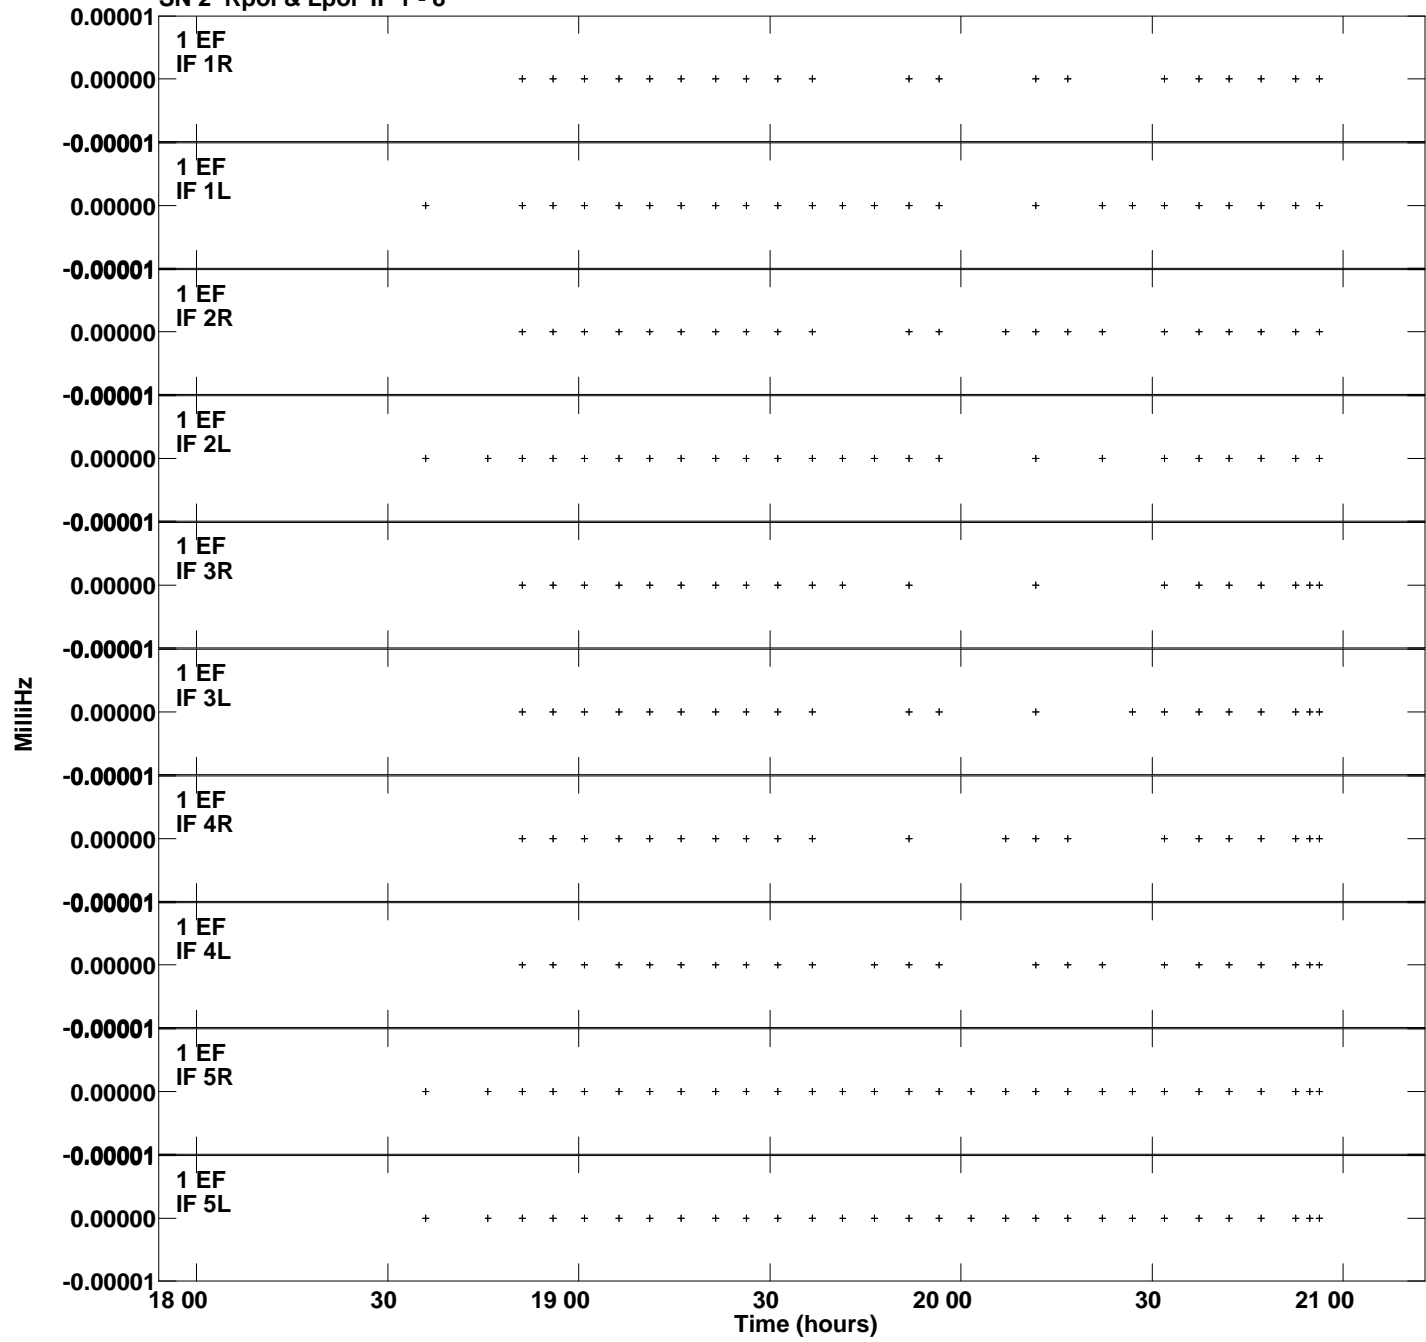 SN 2 Rpol & Lpol IF 1 - 8
0.00001
1 EF
IF 1R
0.00000
-0.00001
1 EF
IF 1L
0.00000
-0.00001
1 EF
IF 2R
0.00000
-0.00001
1 EF
IF 2L
0.00000
-0.00001
1 EF
IF 3R
0.00000
-0.00001
1 EF
IF 3L
0.00000
-0.00001
1 EF
IF 4R
0.00000
-0.00001
1 EF
IF 4L
0.00000
-0.00001
1 EF
IF 5R
0.00000
-0.00001
1 EF
IF 5L
0.00000
-0.00001
MilliHz
18 00 30 19 00 30 20 00 30 21 00
Time (hours)